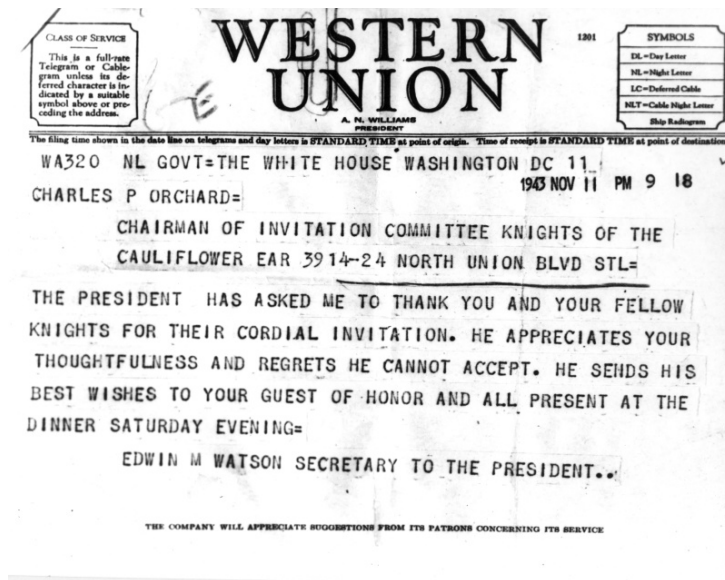 CLASS OF SERVICE
This is a full-rate
Telegram or Cable-
gram unless its de-
ferred character is in-
dicated by a suitable
symbol above or pre-
ceding the address.
WESTERN
UNION
A. N. WILLIAMS
PRESIDENT
1201
SYMBOLS
DL=Day Letter
NL=Night Letter
LC=Deferred Cable
NLT=Cable Night Letter
Ship Radiogram
The filing time shown in the date line on telegrams and day letters is STANDARD TIME at point of origin. Time of receipt is STANDARD TIME at point of destination
WA320 NL GOVT=THE WHITE HOUSE WASHINGTON DC 11
1943 NOV 11 PM 9 18
CHARLES P ORCHARD=
CHAIRMAN OF INVITATION COMMITTEE KNIGHTS OF THE
CAULIFLOWER EAR 3914-24 NORTH UNION BLVD STL=
THE PRESIDENT HAS ASKED ME TO THANK YOU AND YOUR FELLOW
KNIGHTS FOR THEIR CORDIAL INVITATION. HE APPRECIATES YOUR
THOUGHTFULNESS AND REGRETS HE CANNOT ACCEPT. HE SENDS HIS
BEST WISHES TO YOUR GUEST OF HONOR AND ALL PRESENT AT THE
DINNER SATURDAY EVENING=
EDWIN M WATSON SECRETARY TO THE PRESIDENT..
THE COMPANY WILL APPRECIATE SUGGESTIONS FROM ITS PATRONS CONCERNING ITS SERVICE